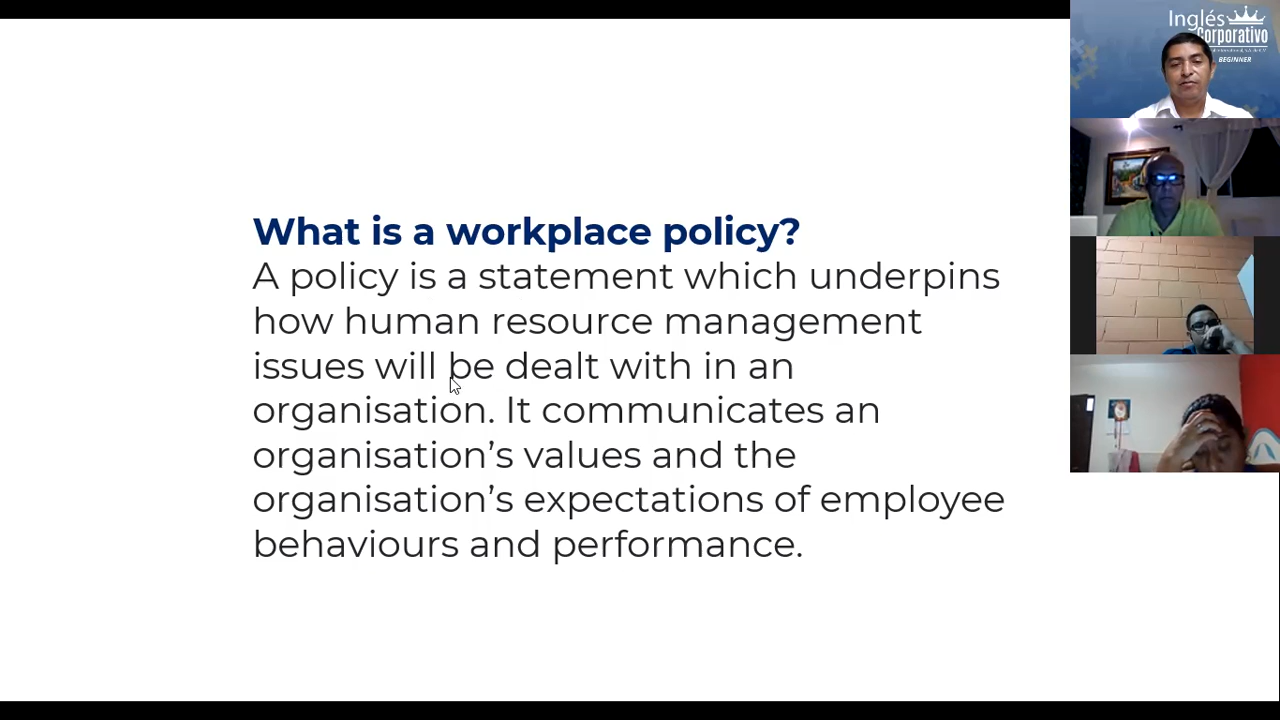 What is a workplace policy?
A policy is a statement which underpins
how human resource management
issues will be dealt with in an
organisation. It communicates an
organisation's values and the
organisation's expectations of employee
behaviours and performance.
Inglés
Corporativo
BEGINNER